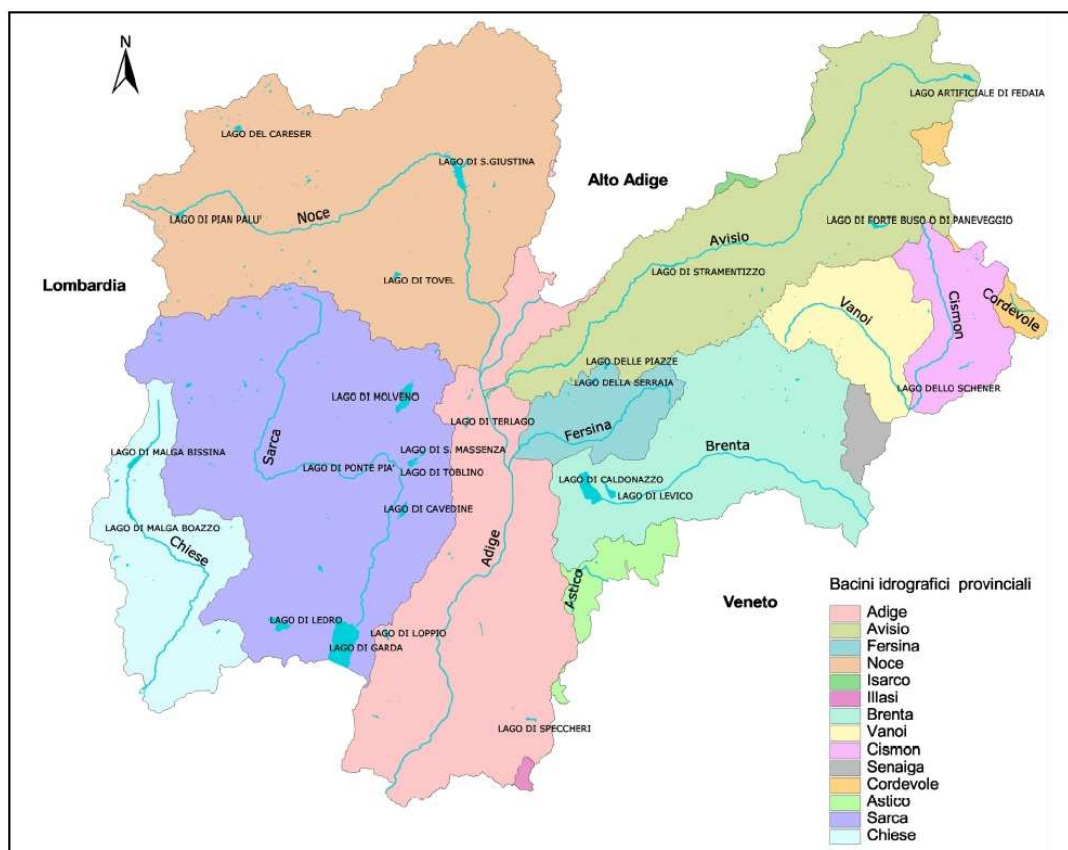 N
LAGO ARTIFICIALE DI FEDAIA
LAGO DEL CARESER
LAGO DI S.GIUSTINA
Alto Adige
LAGO DI PIAN PALU'
Noce
LAGO DI FORTE BUSO O DI PANEVEGGIO
Avisio
LAGO DI STRAMENTIZZO
LAGO DI TOVEL
Lombardia
Vanoi
Cismon
Cordevole
LAGO DELLE PIAZZE
LAGO DELLA SERRAIA
LAGO DELLO SCHENER
LAGO DI MOLVENO
LAGO DI TERLAGO
Fersina
Sarca
Brenta
LAGO DI MALGA BISSINA
LAGO DI S. MASSENZA
LAGO DI PONTE PIA'
LAGO DI TOBLINO
LAGO DI CALDONAZZO
LAGO DI LEVICO
LAGO DI CAVEDINE
LAGO DI MALGA BOAZZO
Chiese
Adige
Astico
Veneto
LAGO DI LEDRO
LAGO DI LOPPIO
LAGO DI GARDA
LAGO DI SPECCHERI
Bacini idrografici provinciali
Adige
Avisio
Fersina
Noce
Isarco
Illasi
Brenta
Vanoi
Cismon
Senaiga
Cordevole
Astico
Sarca
Chiese